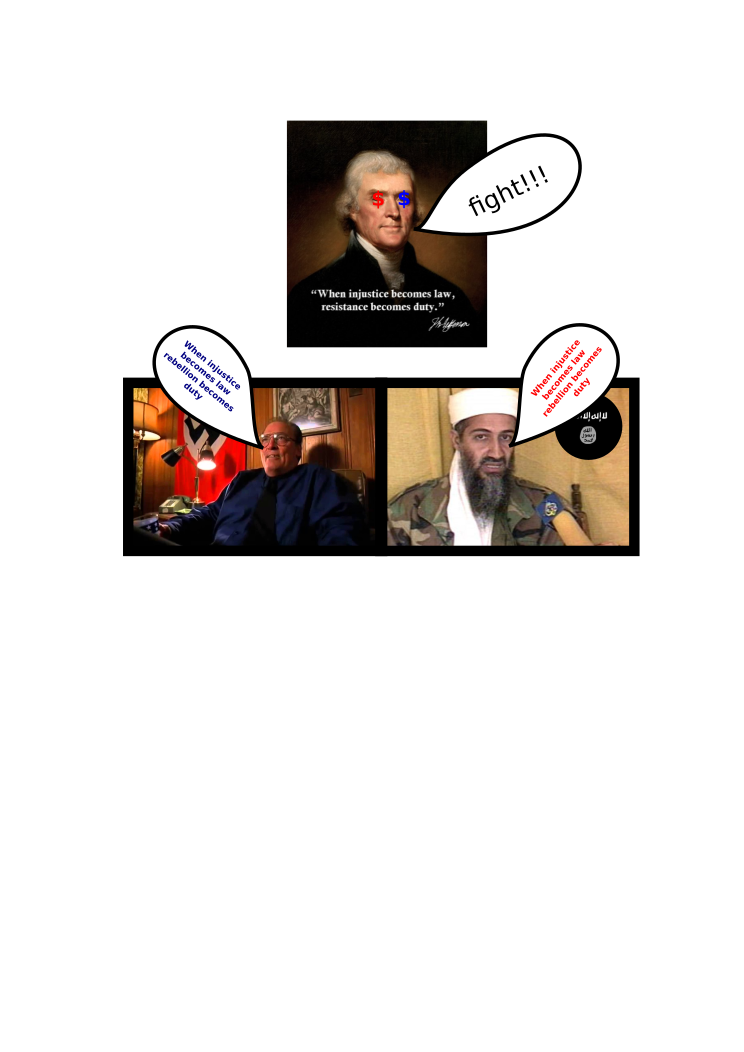 fight!!!
$ $
“When injustice becomes law,
resistance becomes duty.”
When injustice
becomes law
rebellion becomes
duty
When injustice
becomes law
rebellion becomes
duty